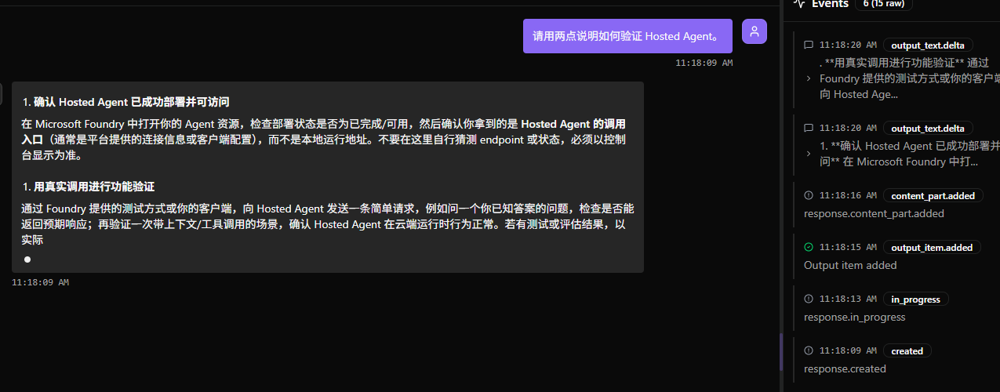 请用两点说明如何验证 Hosted Agent。
11:18:09 AM
1. 确认 Hosted Agent 已成功部署并可访问
在 Microsoft Foundry 中打开你的 Agent 资源，检查部署状态是否为已完成/可用，然后确认你拿到的是 Hosted Agent 的调用
入口（通常是平台提供的连接信息或客户端配置），而不是本地运行地址。不要在这里自行猜测 endpoint 或状态，必须以控制
台显示为准。
1. 用真实调用进行功能验证
通过 Foundry 提供的测试方式或你的客户端，向 Hosted Agent 发送一条简单请求，例如问一个你已知答案的问题，检查是否能
返回预期响应；再验证一次带上下文/工具调用的场景，确认 Hosted Agent 在云端运行时行为正常。若有测试或评估结果，以
实际
11:18:09 AM
Events 6 (15 raw)
11:18:20 AM output_text.delta
. **用真实调用进行功能验证** 通过
Foundry 提供的测试方式或你的客户端
向 Hosted Age...
11:18:20 AM output_text.delta
1. **确认 Hosted Agent 已成功部署并
问** 在 Microsoft Foundry 中打...
11:18:16 AM content_part.added
response.content_part.added
11:18:15 AM output_item.added
Output item added
11:18:13 AM in_progress
response.in_progress
11:18:09 AM created
response.created